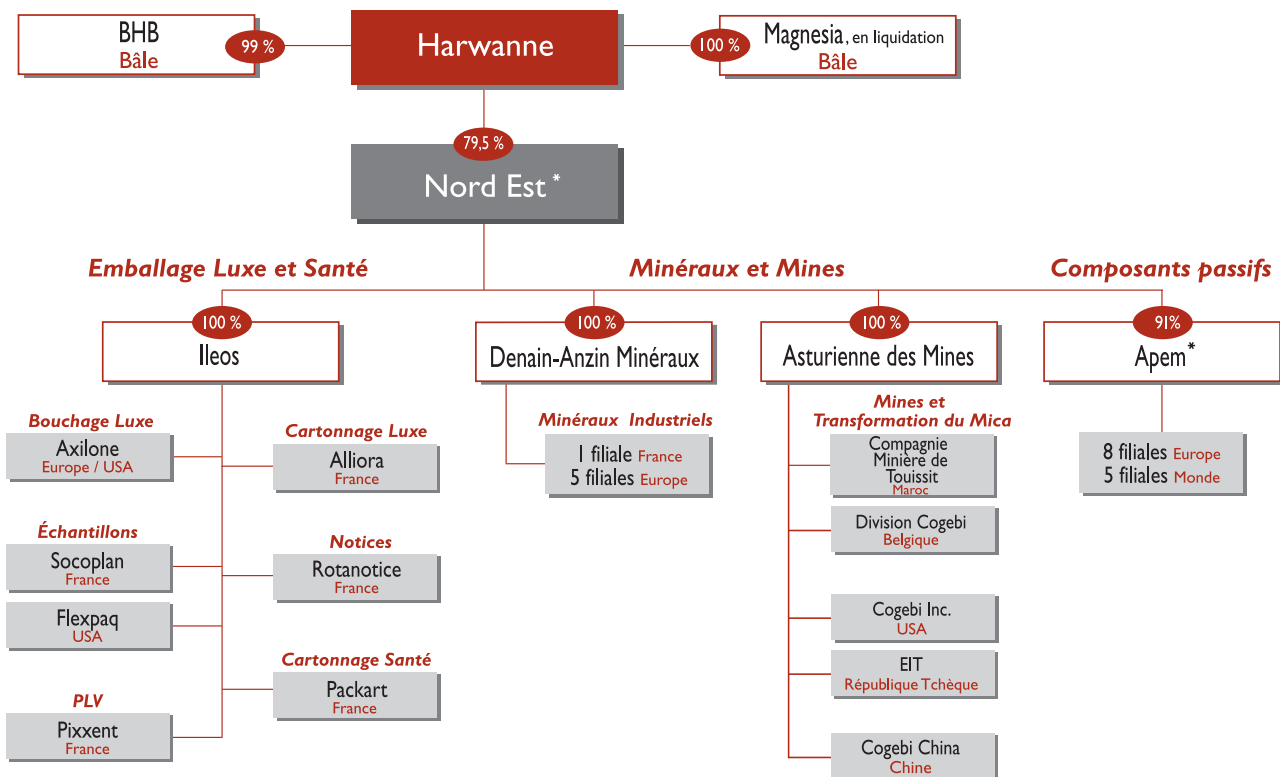 BHB
Bâle
99 %
Harwanne
100 %
Magnesia, en liquidation
Bâle
79,5 %
Nord Est *
Emballage Luxe et Santé
Minéraux et Mines
Composants passifs
100 %
Ileos
100 %
Denain-Anzin Minéraux
100 %
Asturienne des Mines
91%
Apem*
Bouchage Luxe
Axilone
Europe / USA
Cartonnage Luxe
Alliora
France
Échantillons
Socoplan
France
Flexpaq
USA
Notices
Rotanotice
France
Cartonnage Santé
Packart
France
PLV
Pixxent
France
Minéraux Industriels
1 filiale France
5 filiales Europe
Mines et
Transformation du Mica
Compagnie
Minière de
Touissit
Maroc
Division Cogebi
Belgique
Cogebi Inc.
USA
EIT
République Tchèque
Cogebi China
Chine
8 filiales Europe
5 filiales Monde